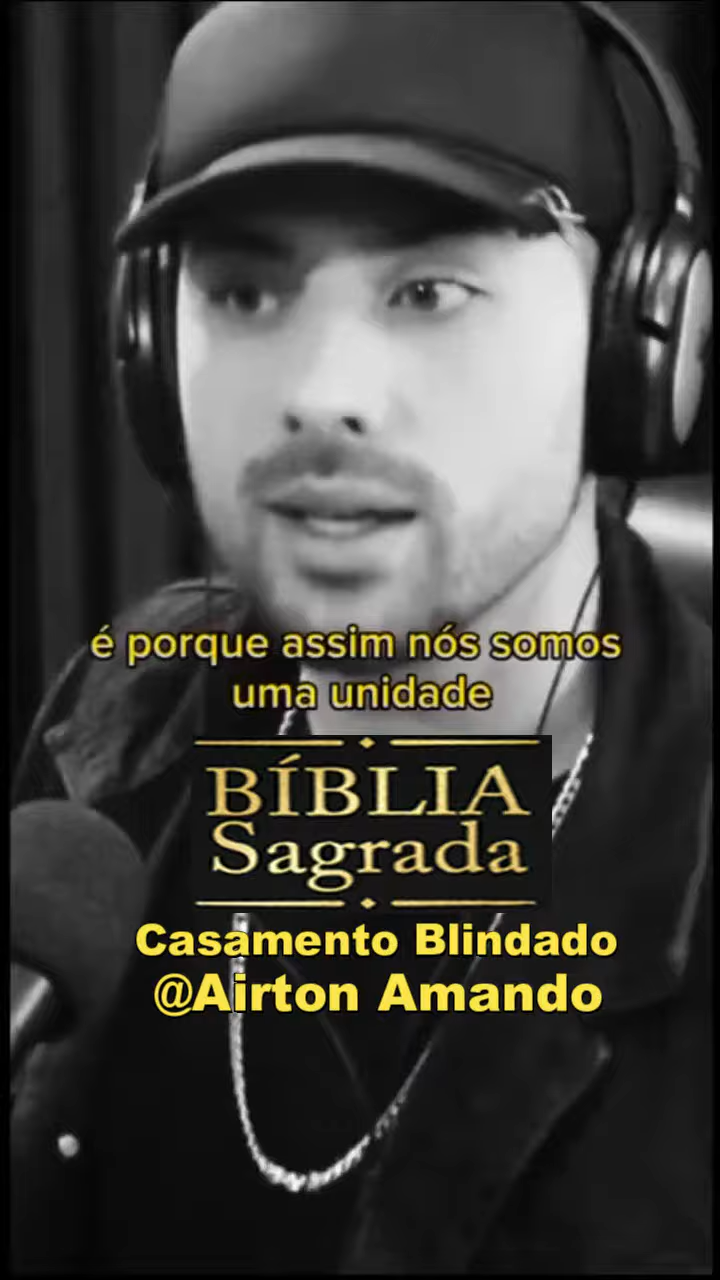 é porque assim nós somos
uma unidade
BÍBLIA
Sagrada
Casamento Blindado
@Airton Amando